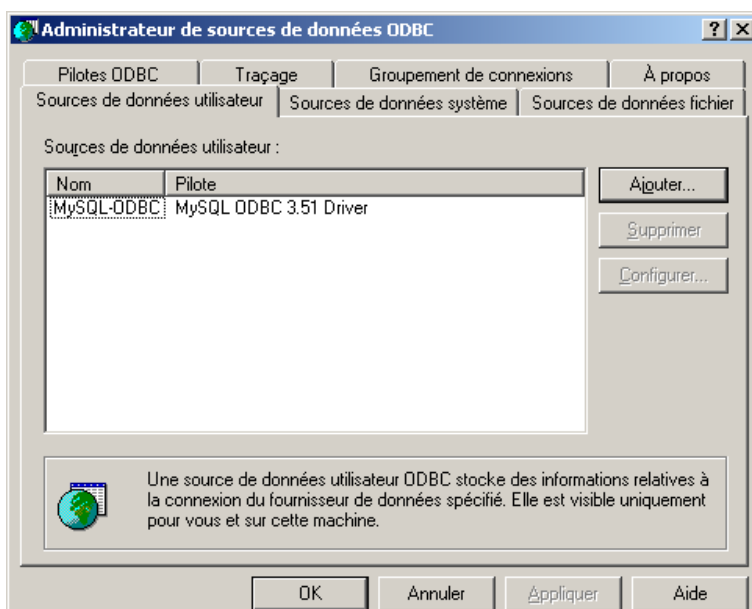 Administrateur de sources de données ODBC
Pilotes ODBC Traçage Groupement de connexions À propos
Sources de données utilisateur Sources de données système Sources de données fichier
Sources de données utilisateur :
Nom Pilote
MySQL-ODBC MySQL ODBC 3.51 Driver
Ajouter...
Supprimer
Configurer...
Une source de données utilisateur ODBC stocke des informations relatives à
la connexion du fournisseur de données spécifié. Elle est visible uniquement
pour vous et sur cette machine.
OK Annuler Appliquer Aide